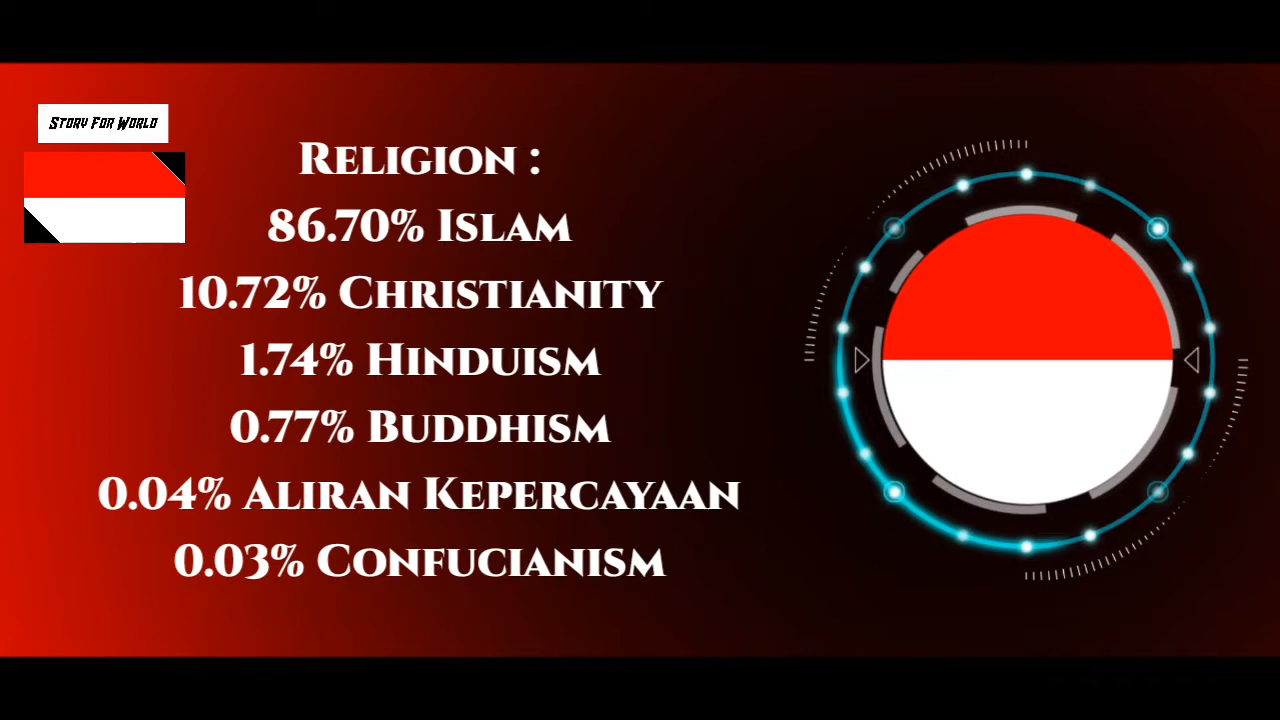 Story For World
Religion :
86.70% Islam
10.72% Christianity
1.74% Hinduism
0.77% Buddhism
0.04% Aliran Kepercayaan
0.03% Confucianism